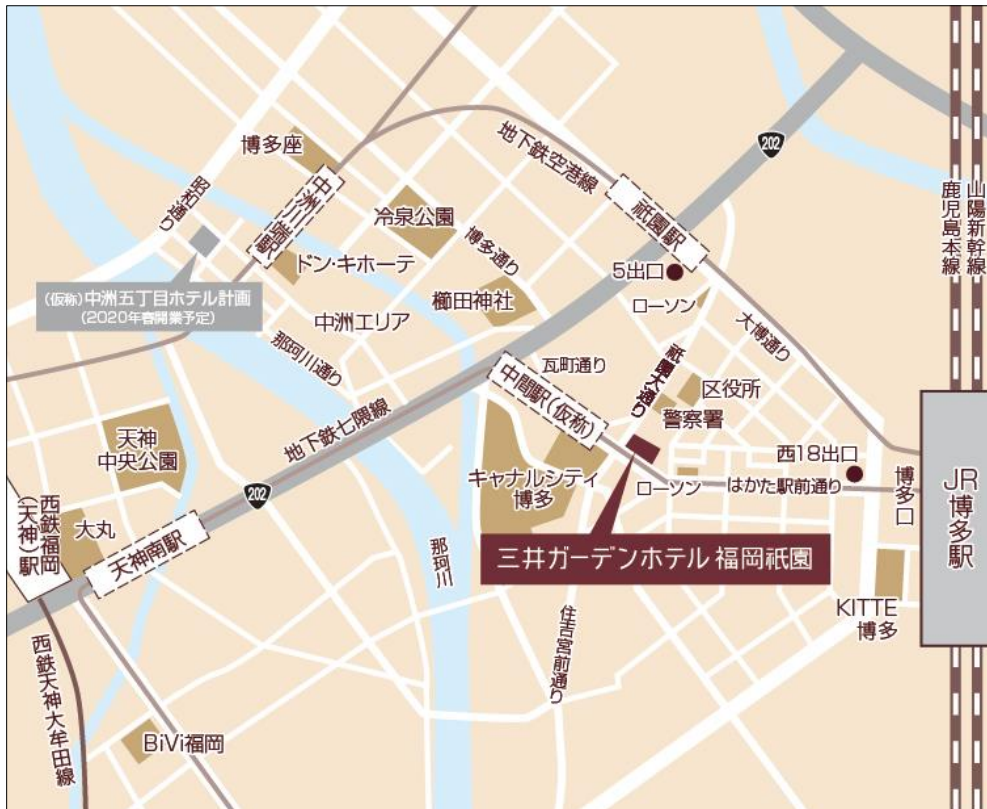 博多座
昭和通り
中洲川端駅
冷泉公園
博多通り
地下鉄空港線
祇園駅
202
5出口
ローソン
大博通り
鹿児島本線
山陽新幹線
ドン・キホーテ
櫛田神社
(仮称)中洲五丁目ホテル計画
(2020年春開業予定)
中洲エリア
那珂川通り
瓦町通り
中間駅(仮称)
祇園大通り
区役所
警察署
天神
中央公園
地下鉄七隈線
キャナルシティ
博多
ローソン
西18出口
はかた駅前通り
博多口
JR
博多駅
西鉄福岡
(天神)駅
大丸
202
天神南駅
那珂川
三井ガーデンホテル 福岡祇園
住吉宮前通り
KITTE
博多
西鉄天神大牟田線
BiVi福岡